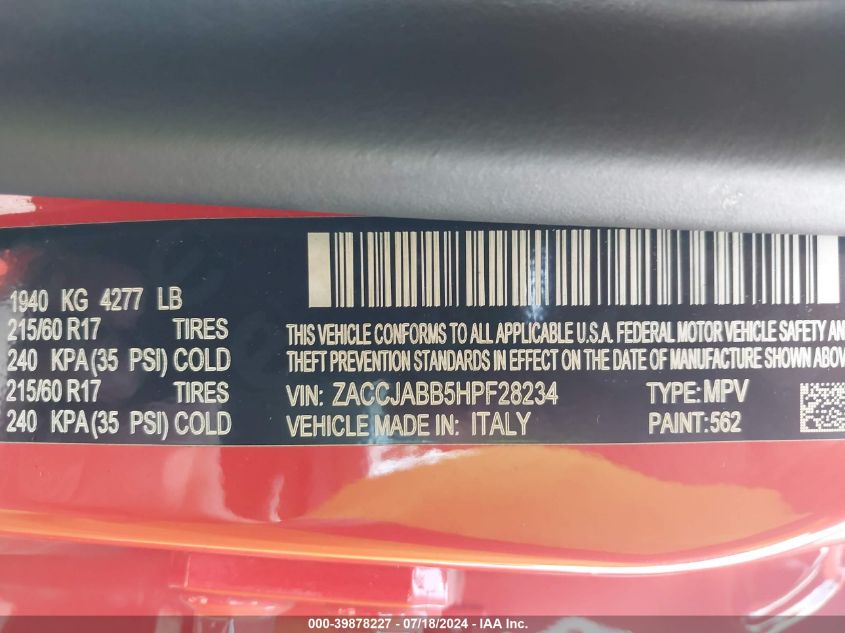 1940 KG 4277 LB
215/60 R17 TIRES
240 KPA(35 PSI) COLD
215/60 R17 TIRES
240 KPA(35 PSI) COLD
THIS VEHICLE CONFORMS TO ALL APPLICABLE U.S.A. FEDERAL MOTOR VEHICLE SAFETY AND
THEFT PREVENTION STANDARDS IN EFFECT ON THE DATE OF MANUFACTURE SHOWN ABOV
VIN: ZACCJABB5HPF28234 TYPE: MPV
VEHICLE MADE IN: ITALY PAINT: 562
000-39878227 - 07/18/2024 - IAA Inc.